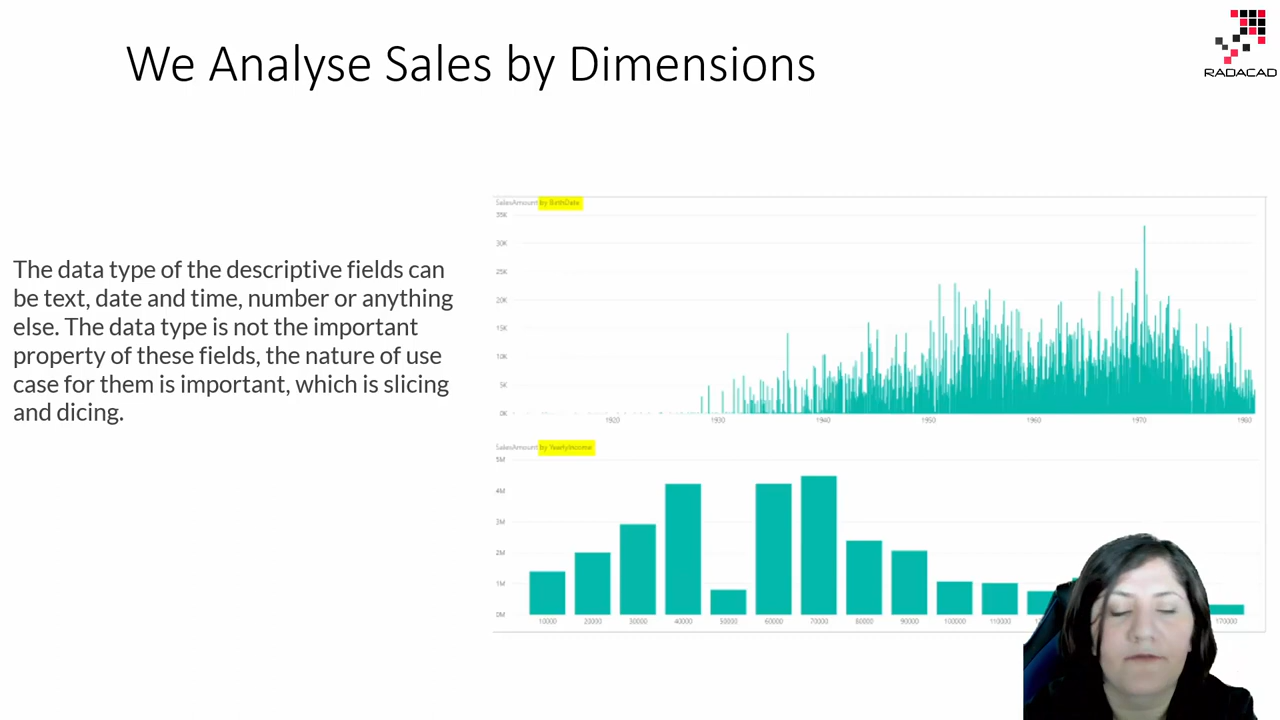 We Analyse Sales by Dimensions
RADACAD
The data type of the descriptive fields can
be text, date and time, number or anything
else. The data type is not the important
property of these fields, the nature of use
case for them is important, which is slicing
and dicing.
SalesAmount by BirthDate
35K
30K
25K
20K
15K
10K
5K
0K
1920 1930 1940 1950 1960 1970 1980
SalesAmount by YearlyIncome
5M
4M
3M
2M
1M
0M
10000 20000 30000 40000 50000 60000 70000 80000 90000 100000 110000 170000